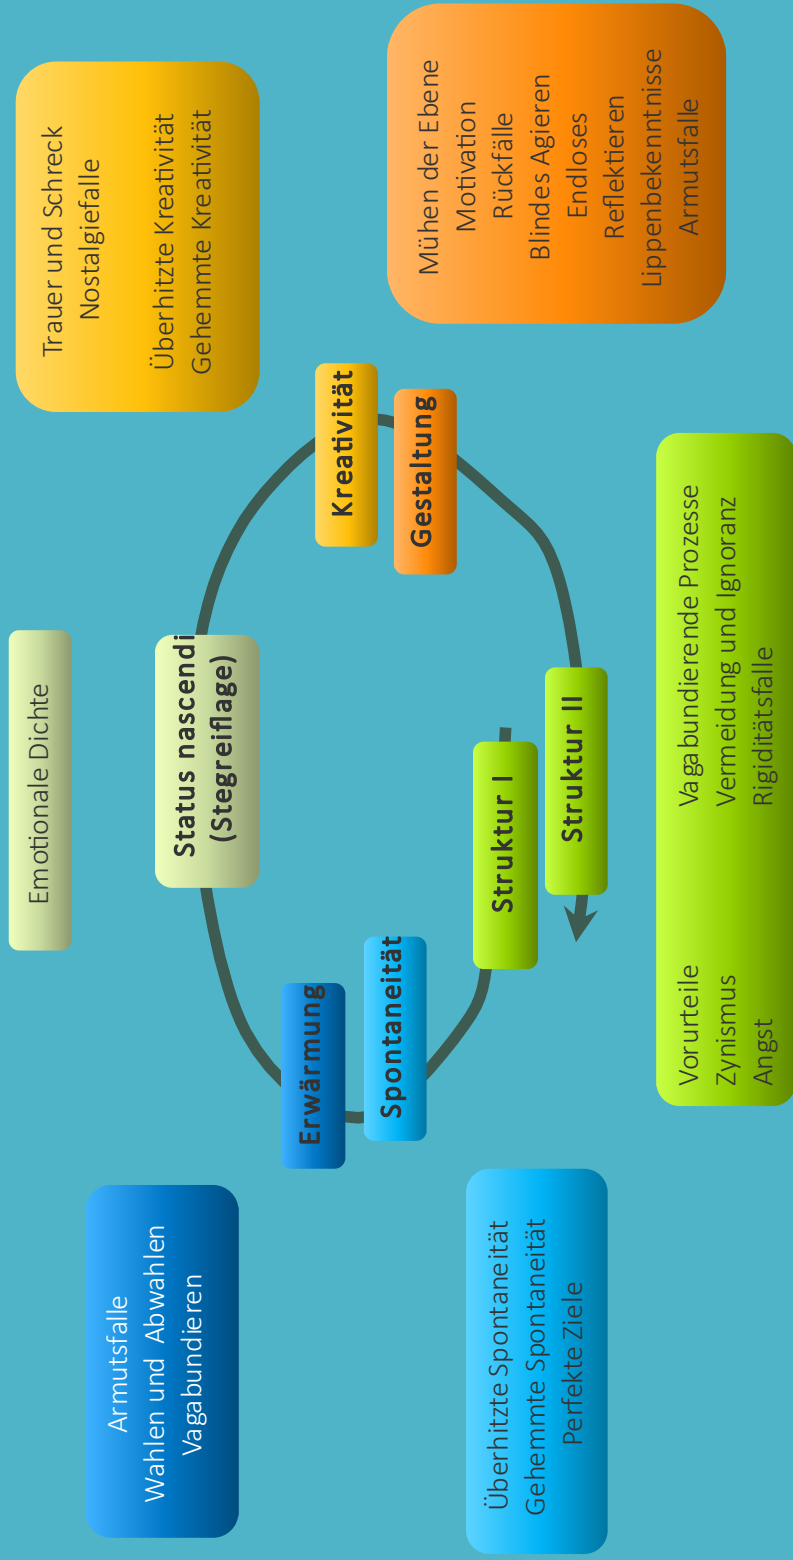 Emotionale Dichte
Armutsfalle
Wahlen und Abwahlen
Vagabundieren
Trauer und Schreck
Nostalgiefalle
Überhitzte Kreativität
Gehemmte Kreativität
Status nascendi
(Stegreiflage)
Erwärmung
Kreativität
Spontaneität
Gestaltung
Struktur I
Struktur II
Überhitzte Spontaneität
Gehemmte Spontaneität
Perfekte Ziele
Mühen der Ebene
Motivation
Rückfälle
Blindes Agieren
Endloses
Reflektieren
Lippenbekenntnisse
Armutsfalle
Vorurteile Vagabundierende Prozesse
Zynismus Vermeidung und Ignoranz
Angst Rigiditätsfalle